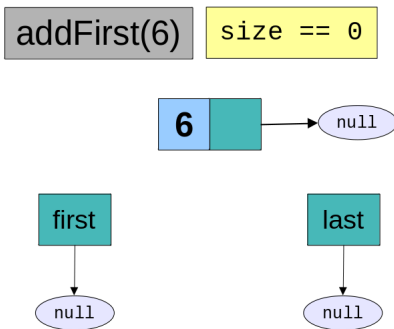 addFirst(6)
size == 0
6
null
first
last
null
null